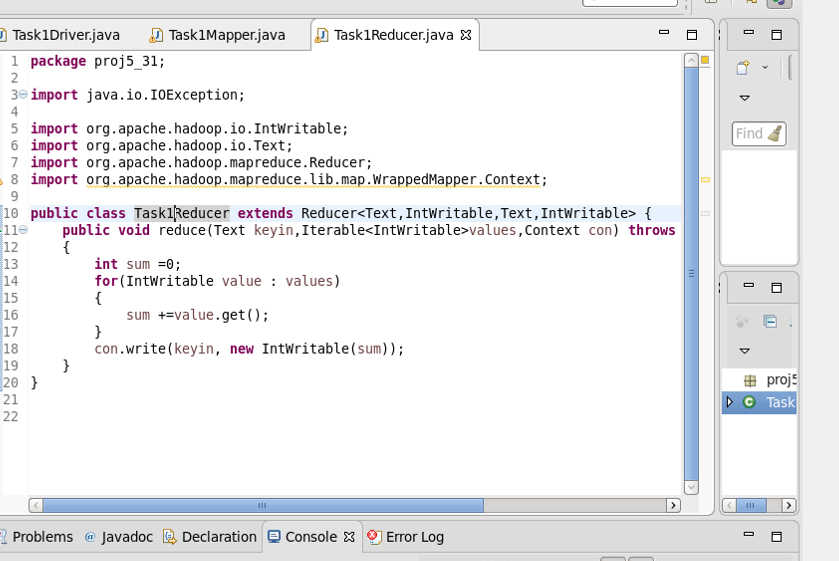 Task1Driver.java Task1Mapper.java Task1Reducer.java
1 package proj5_31;
2
3 import java.io.IOException;
4
5 import org.apache.hadoop.io.IntWritable;
6 import org.apache.hadoop.io.Text;
7 import org.apache.hadoop.mapreduce.Reducer;
8 import org.apache.hadoop.mapreduce.lib.map.WrappedMapper.Context;
9
10 public class Task1Reducer extends Reducer<Text,IntWritable,Text,IntWritable> {
11 public void reduce(Text keyin,Iterable<IntWritable>values,Context con) throws
12 {
13 int sum =0;
14 for(IntWritable value : values)
15 {
16 sum +=value.get();
17 }
18 con.write(keyin, new IntWritable(sum));
19 }
20 }
21
22
Find
proj5
Task
Problems @ Javadoc Declaration Console Error Log